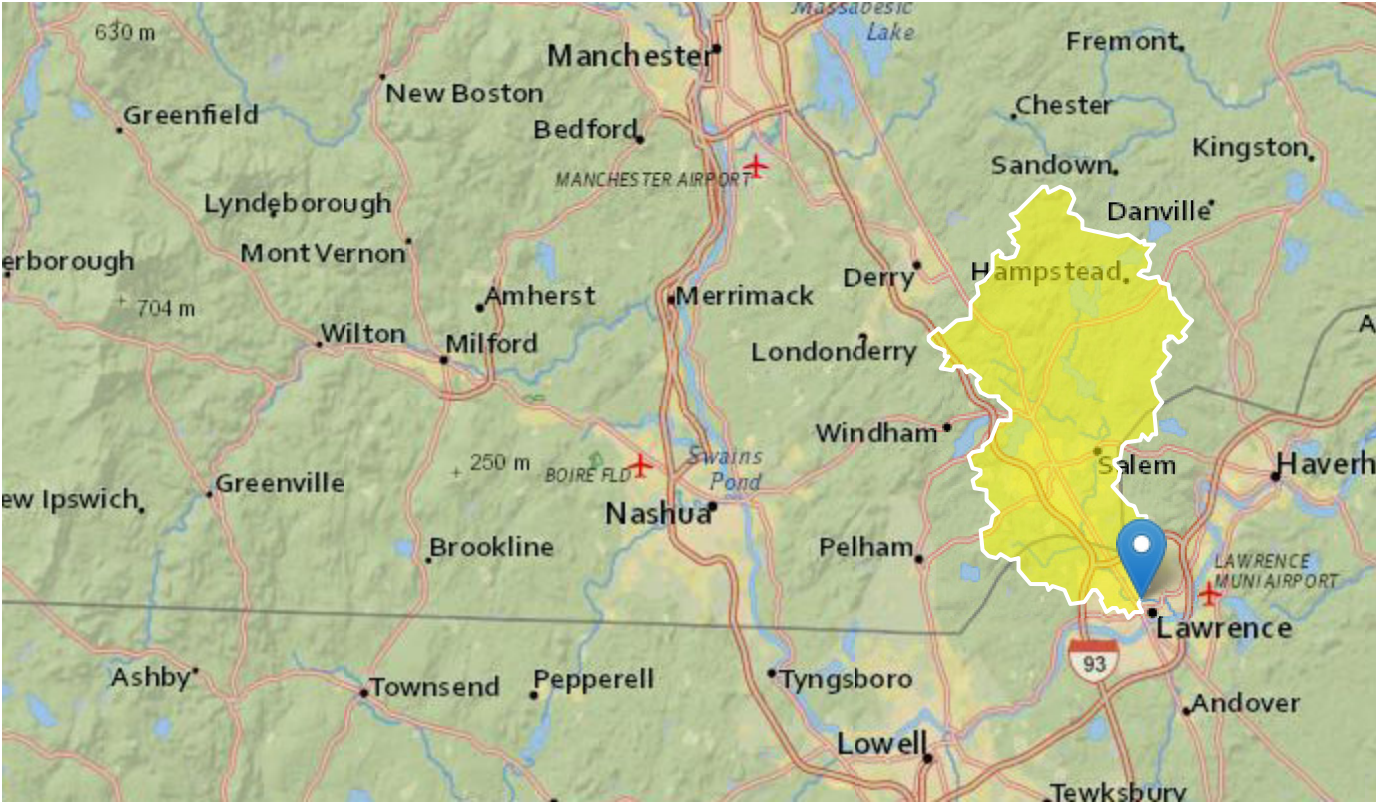 Massabesic
Lake
630 m
Fremont
Manchester
New Boston
Chester
Greenfield
Bedford
Kingston
Sandown
MANCHESTER AIRPORT
Lyndeborough
Danville
Mont Vernon
erborough
Hampstead
Derry
Amherst
Merrimack
704 m
A
Wilton
Milford
Londonderry
Windham
Swains
Pond
250 m
BOIRE FLD
Salem
Haverh
Greenville
ew Ipswich
Nashua
Brookline
Pelham
LAWRENCE
MUNI AIRPORT
Lawrence
93
Ashby
Townsend
Pepperell
Tyngsboro
Andover
Lowell
Tewksbury